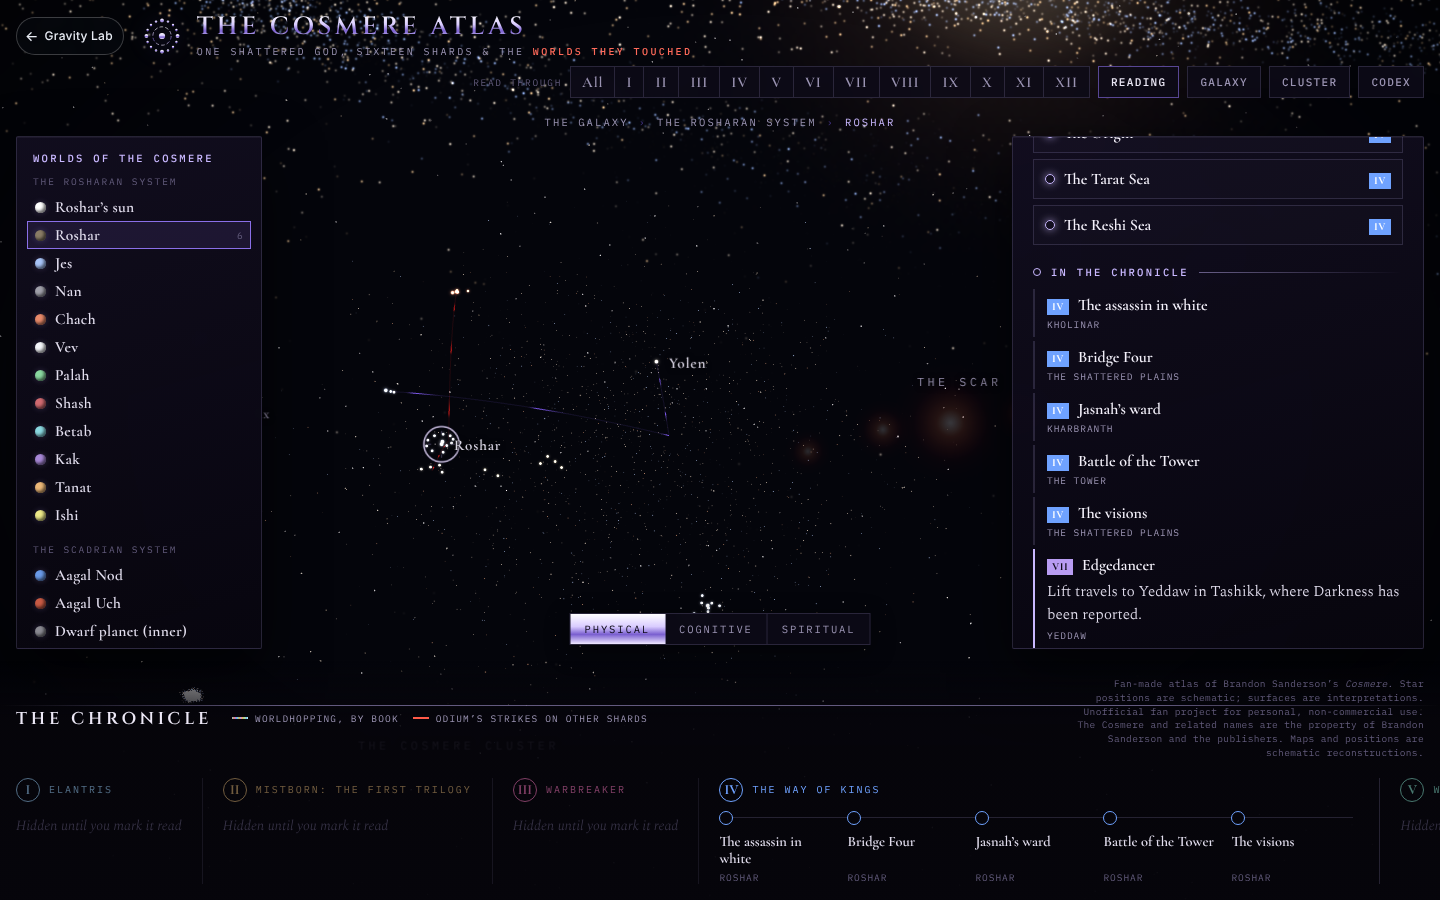 ← Gravity Lab
THE COSMERE ATLAS
ONE SHATTERED GOD, SIXTEEN SHARDS & THE WORLDS THEY TOUCHED
READ THROUGH All I II III IV V VI VII VIII IX X XI XII READING GALAXY CLUSTER CODEX
THE GALAXY THE ROSHARAN SYSTEM ROSHAR
WORLDS OF THE COSMERE
THE ROSHARAN SYSTEM
Roshar's sun
Roshar 6
Jes
Nan
Chach
Vev
Palah
Shash
Betab
Kak
Tanat
Ishi
THE SCADRIAN SYSTEM
Aagal Nod
Aagal Uch
Dwarf planet (inner)
x
Yolen
THE SCAR
Roshar
PHYSICAL COGNITIVE SPIRITUAL
The Tarat Sea IV
The Reshi Sea IV
IN THE CHRONICLE
IV The assassin in white
KHOLINAR
IV Bridge Four
THE SHATTERED PLAINS
IV Jasnah's ward
KHARBRANTH
IV Battle of the Tower
THE TOWER
IV The visions
THE SHATTERED PLAINS
VII Edgedancer
Lift travels to Yeddaw in Tashikk, where Darkness has
been reported.
YEDDAW
Fan-made atlas of Brandon Sanderson's Cosmere. Star
positions are schematic; surfaces are interpretations.
Unofficial fan project for personal, non-commercial use.
The Cosmere and related names are the property of Brandon
Sanderson and the publishers. Maps and positions are
schematic reconstructions.
THE CHRONICLE WORLDHOPPING, BY BOOK ODIUM'S STRIKES ON OTHER SHARDS
THE COSMERE CLUSTER
I ELANTRIS
Hidden until you mark it read
II MISTBORN: THE FIRST TRILOGY
Hidden until you mark it read
III WARBREAKER
Hidden until you mark it read
IV THE WAY OF KINGS
The assassin in
white
ROSHAR
Bridge Four
ROSHAR
Jasnah's ward
ROSHAR
Battle of the Tower
ROSHAR
The visions
ROSHAR
V W
Hidden